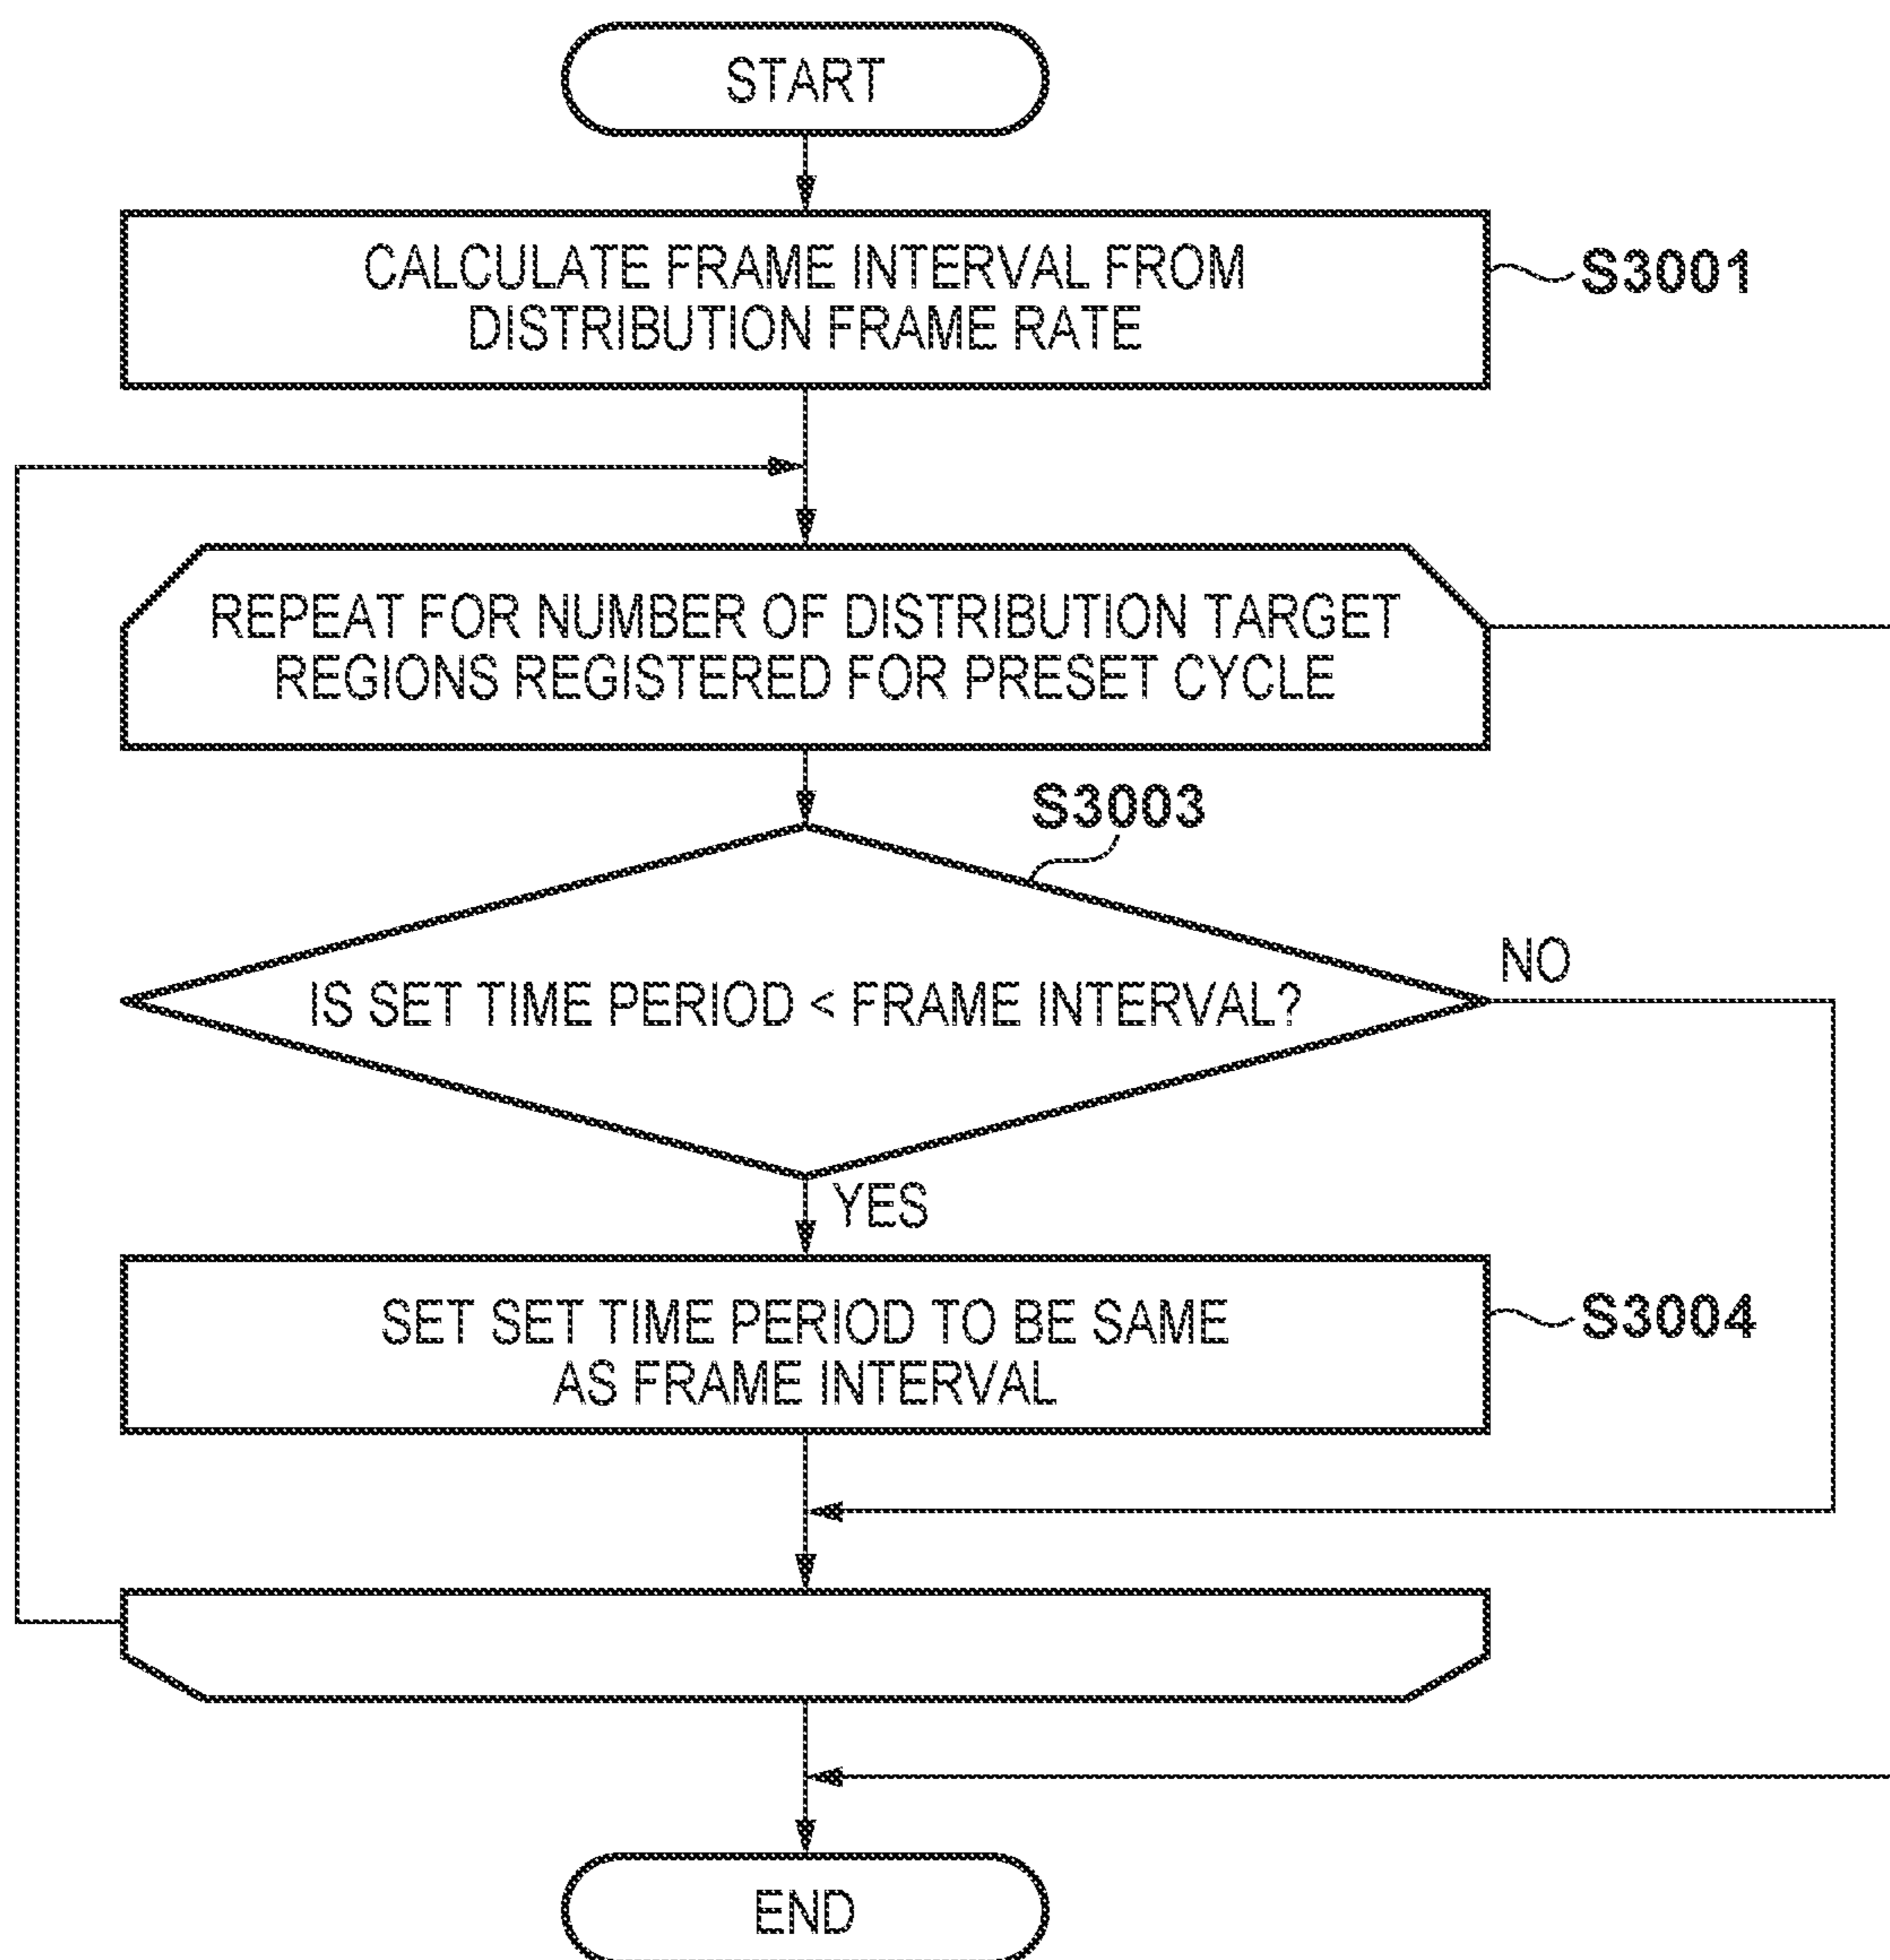 START
CALCULATE FRAME INTERVAL FROM
DISTRIBUTION FRAME RATE
S3001
REPEAT FOR NUMBER OF DISTRIBUTION TARGET
REGIONS REGISTERED FOR PRESET CYCLE
S3003
IS SET TIME PERIOD < FRAME INTERVAL?
NO
YES
SET SET TIME PERIOD TO BE SAME
AS FRAME INTERVAL
S3004
END